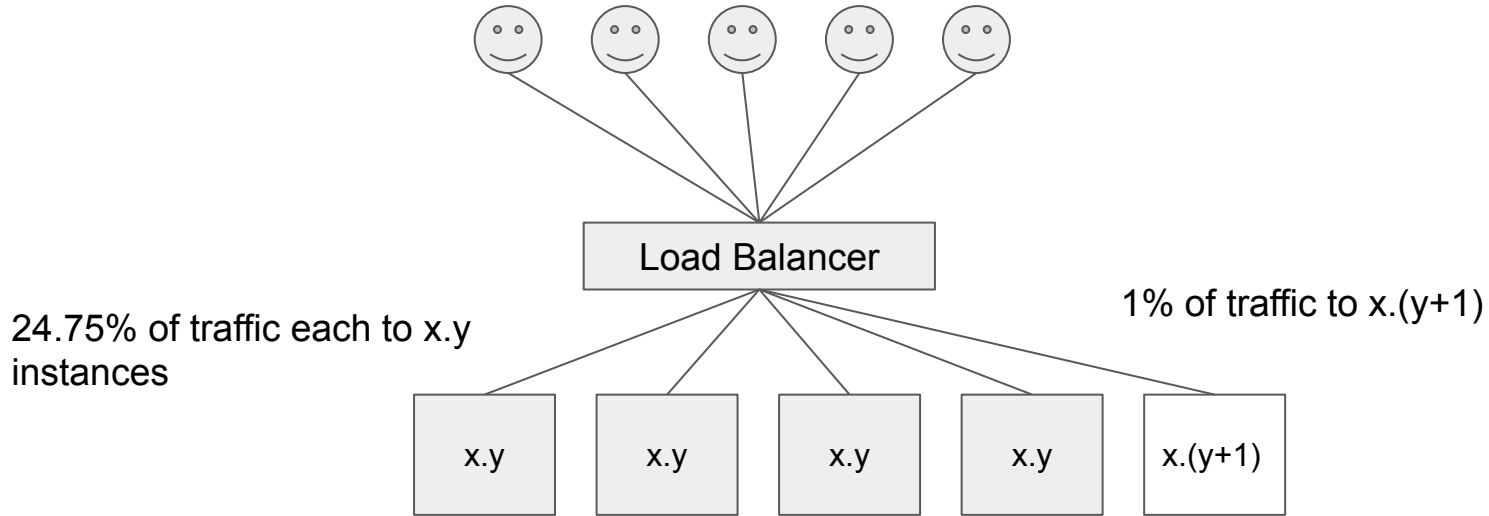 Load Balancer
24.75% of traffic each to x.y
instances
1% of traffic to x.(y+1)
x.y
x.y
x.y
x.y
x.(y+1)